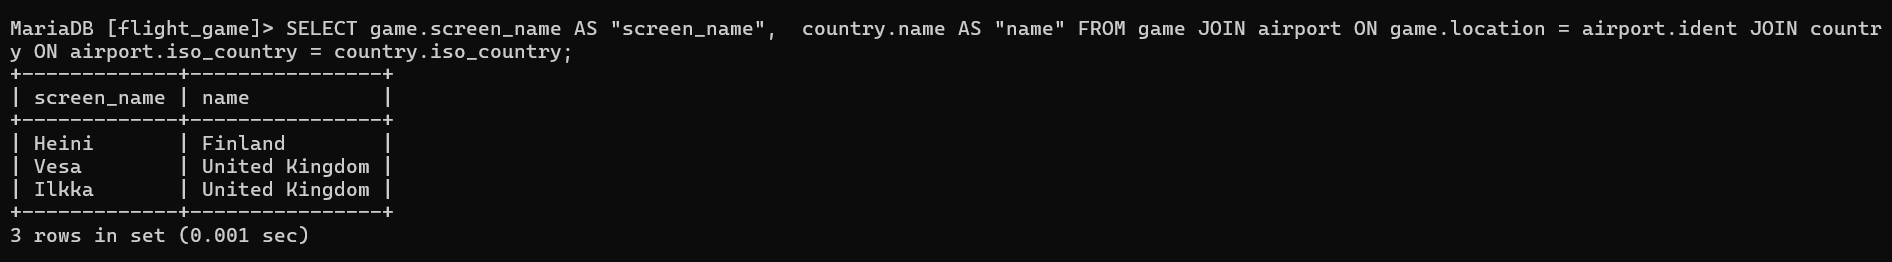 MariaDB [flight_game]> SELECT game.screen_name AS "screen_name",  country.name AS "name" FROM game JOIN airport ON game.location = airport.ident JOIN countr
y ON airport.iso_country = country.iso_country;
+-------------+----------------+
| screen_name | name           |
+-------------+----------------+
| Heini       | Finland        |
| Vesa        | United Kingdom |
| Ilkka       | United Kingdom |
+-------------+----------------+
3 rows in set (0.001 sec)